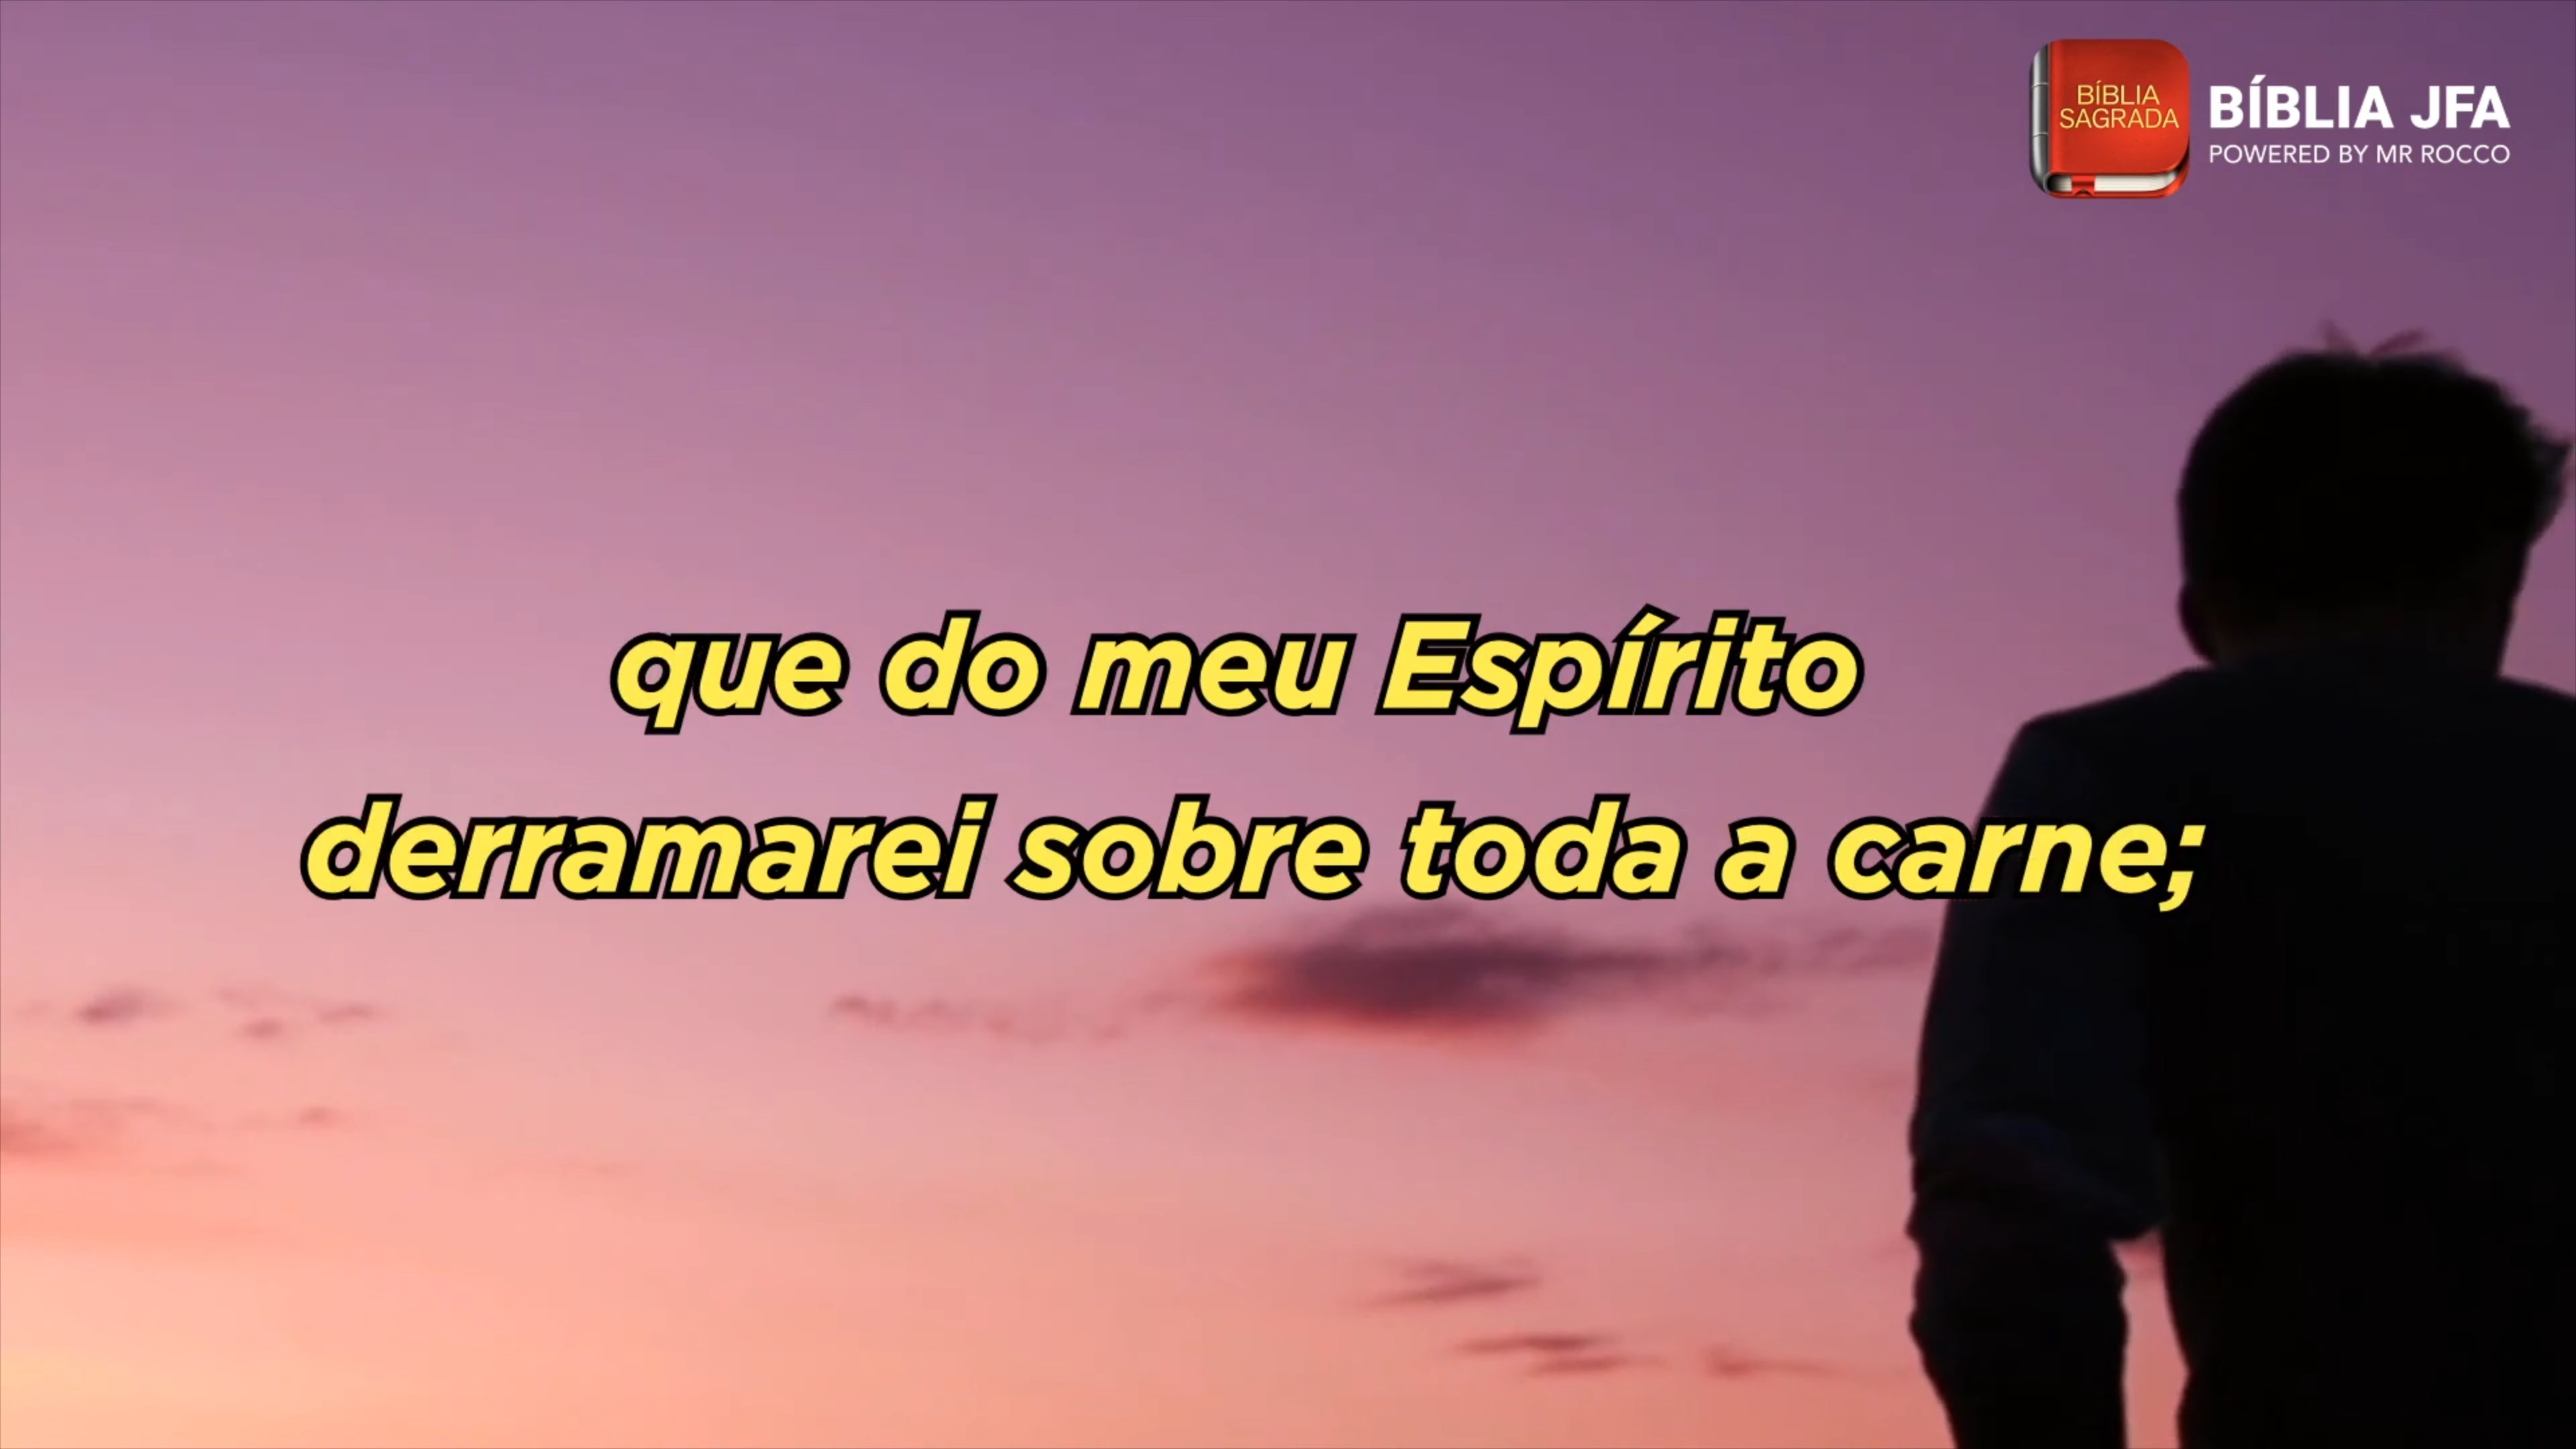 BÍBLIA
SAGRADA
BÍBLIA JFA
POWERED BY MR ROCCO
que do meu Espírito
derramarei sobre toda a carne;